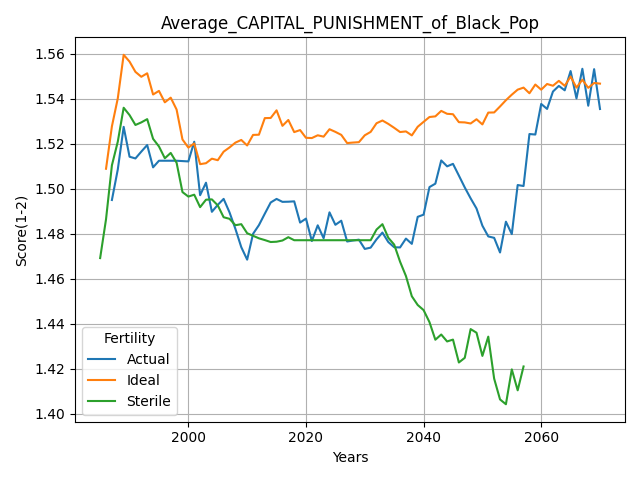 Average_CAPITAL_PUNISHMENT_of_Black_Pop
Score(1-2)
1.56
1.54
1.52
1.50
1.48
1.46
1.44
1.42
1.40
Fertility
Actual
Ideal
Sterile
2000 2020 2040 2060
Years